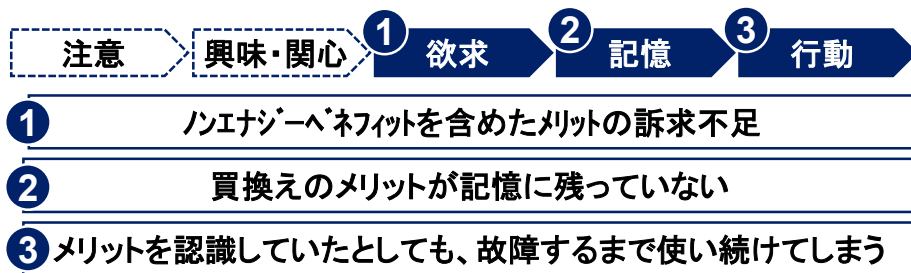 注意 興味・関心 1 欲求 2 記憶 3 行動
1 ノンエナジーベネフィットを含めたメリットの訴求不足
2 買換えのメリットが記憶に残っていない
3 メリットを認識していたとしても、故障するまで使い続けてしまう